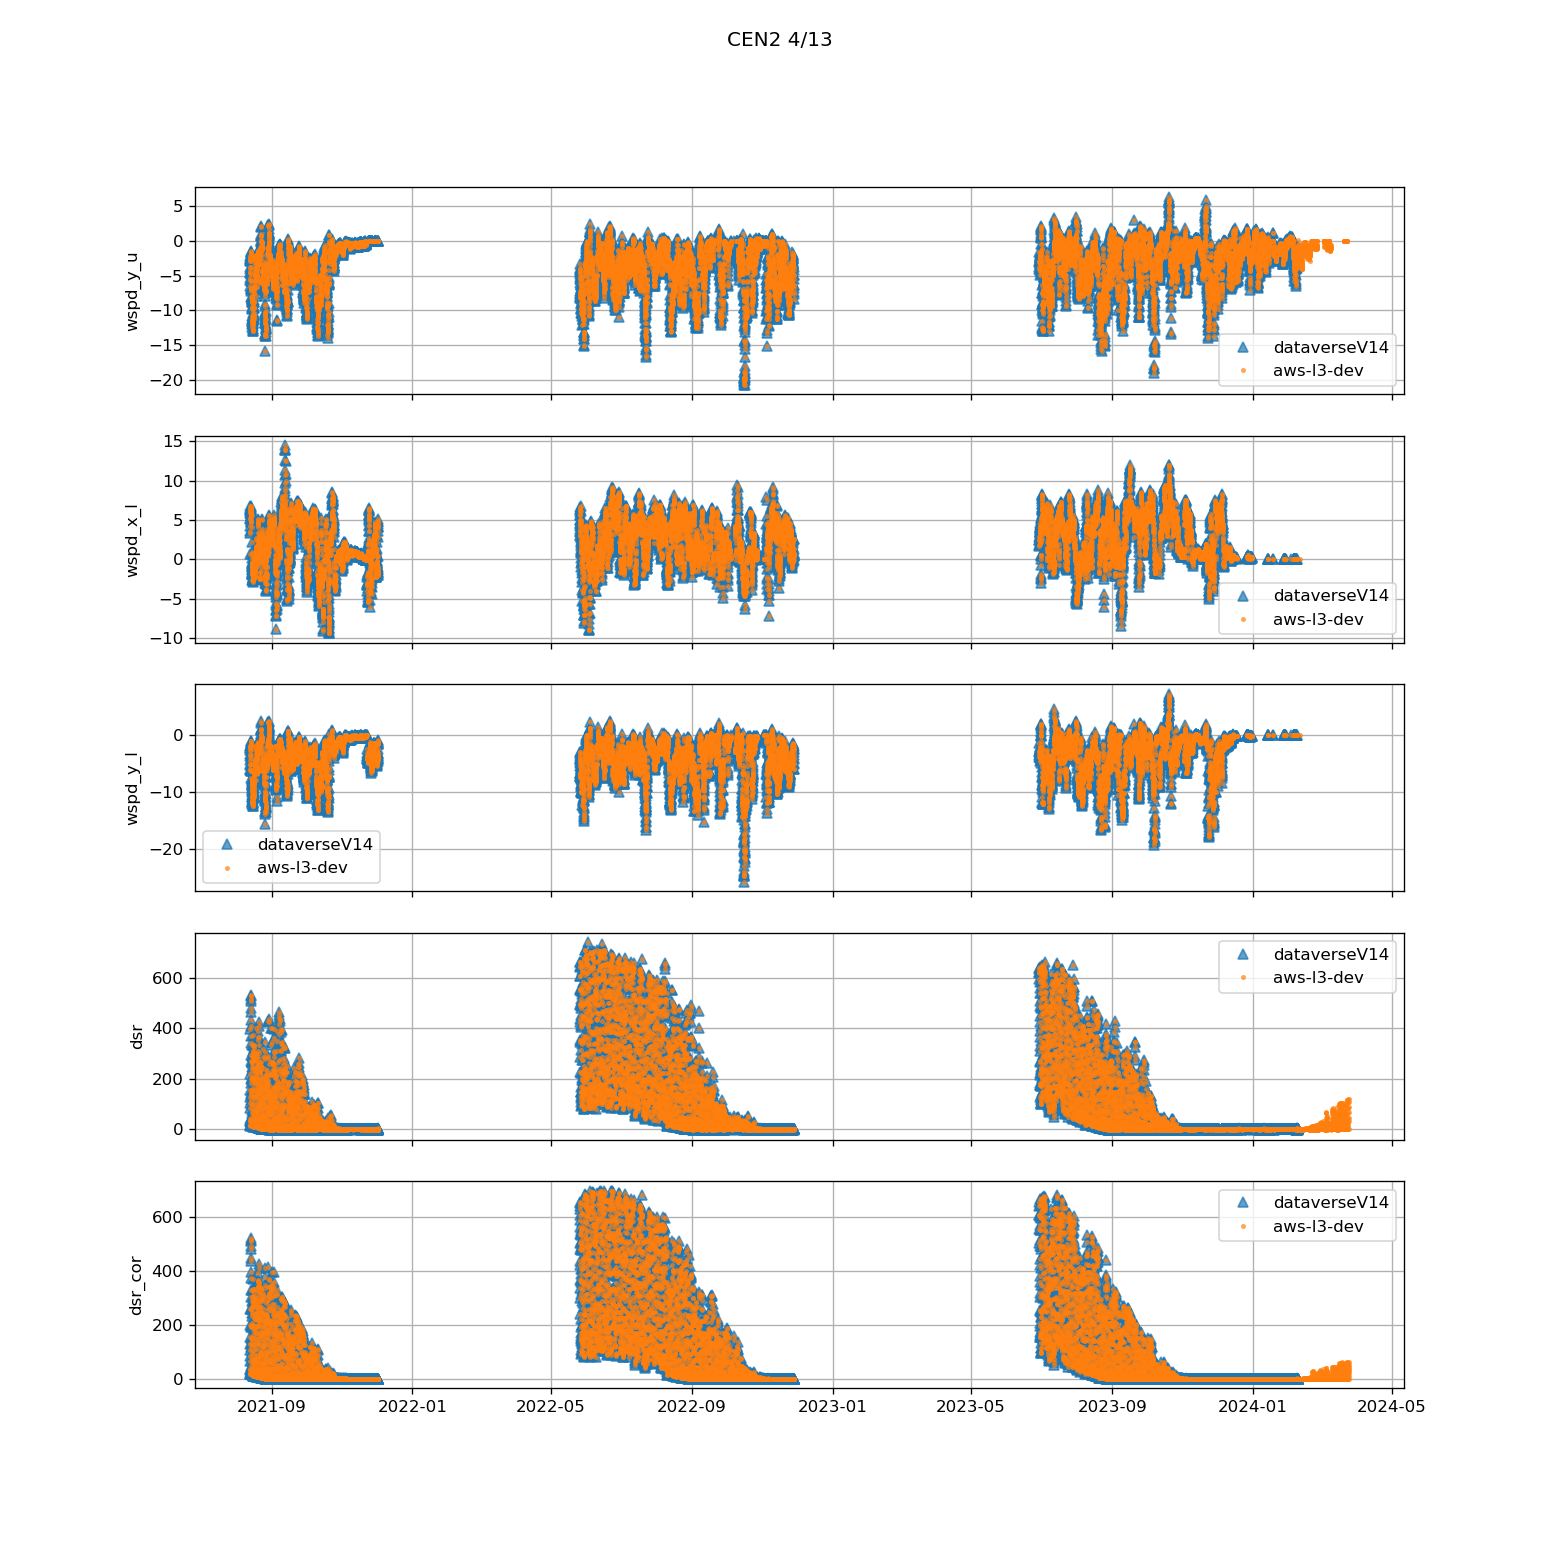 CEN2 4/13
5
0
−5
−10
−15
−20
wspd_y_u
dataverseV14
aws-l3-dev
15
10
5
0
−5
−10
wspd_x_l
dataverseV14
aws-l3-dev
0
−10
−20
wspd_y_l
dataverseV14
aws-l3-dev
600
400
200
0
dsr
dataverseV14
aws-l3-dev
600
400
200
0
dsr_cor
dataverseV14
aws-l3-dev
2021-09
2022-01
2022-05
2022-09
2023-01
2023-05
2023-09
2024-01
2024-05